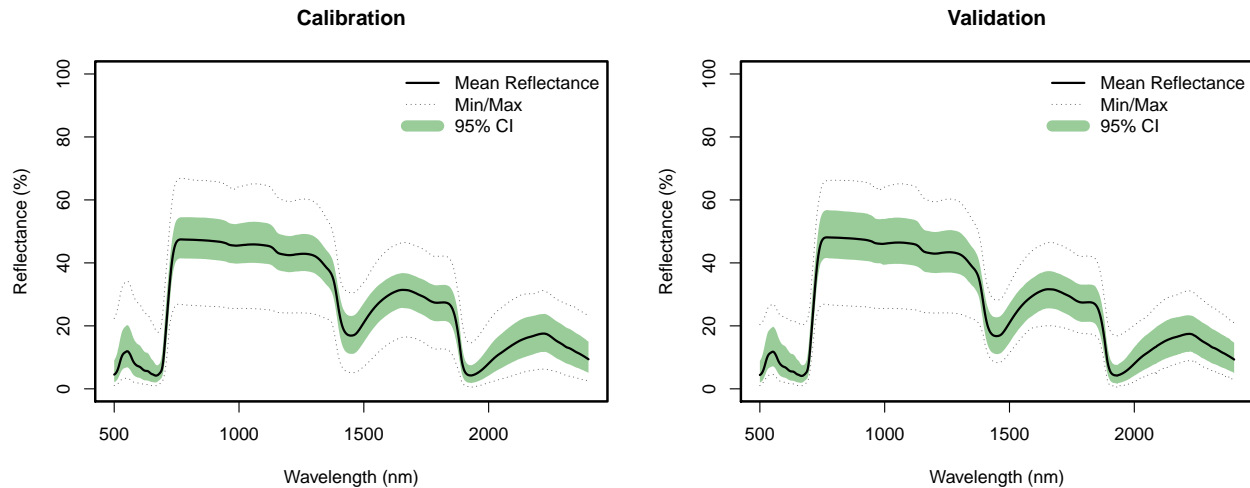 Calibration
Mean Reflectance
Min/Max
95% CI
Reflectance (%)
100
80
60
40
20
0
500
1000
1500
2000
Wavelength (nm)
Validation
Mean Reflectance
Min/Max
95% CI
Reflectance (%)
100
80
60
40
20
0
500
1000
1500
2000
Wavelength (nm)